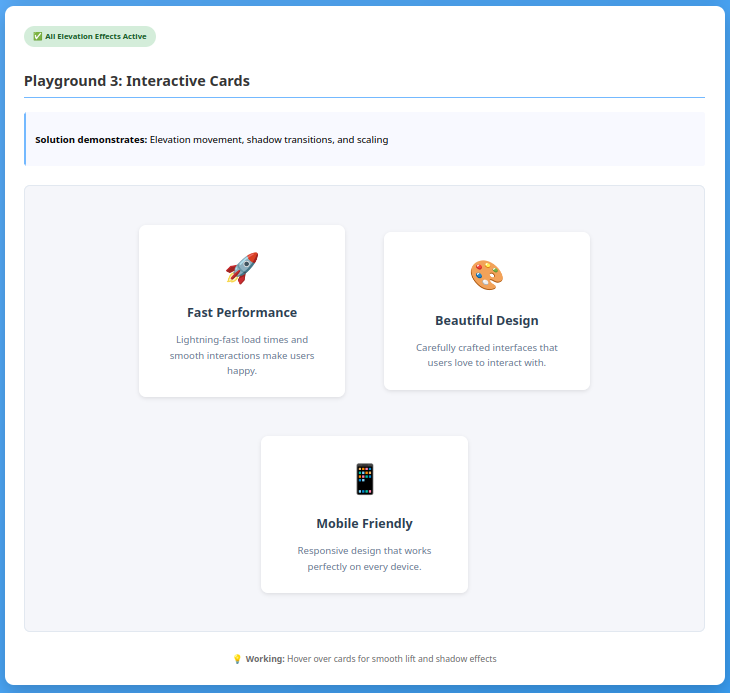 ✅ All Elevation Effects Active
Playground 3: Interactive Cards
Solution demonstrates: Elevation movement, shadow transitions, and scaling
Fast Performance
Lightning-fast load times and
smooth interactions make users
happy.
Beautiful Design
Carefully crafted interfaces that
users love to interact with.
Mobile Friendly
Responsive design that works
perfectly on every device.
💡 Working: Hover over cards for smooth lift and shadow effects